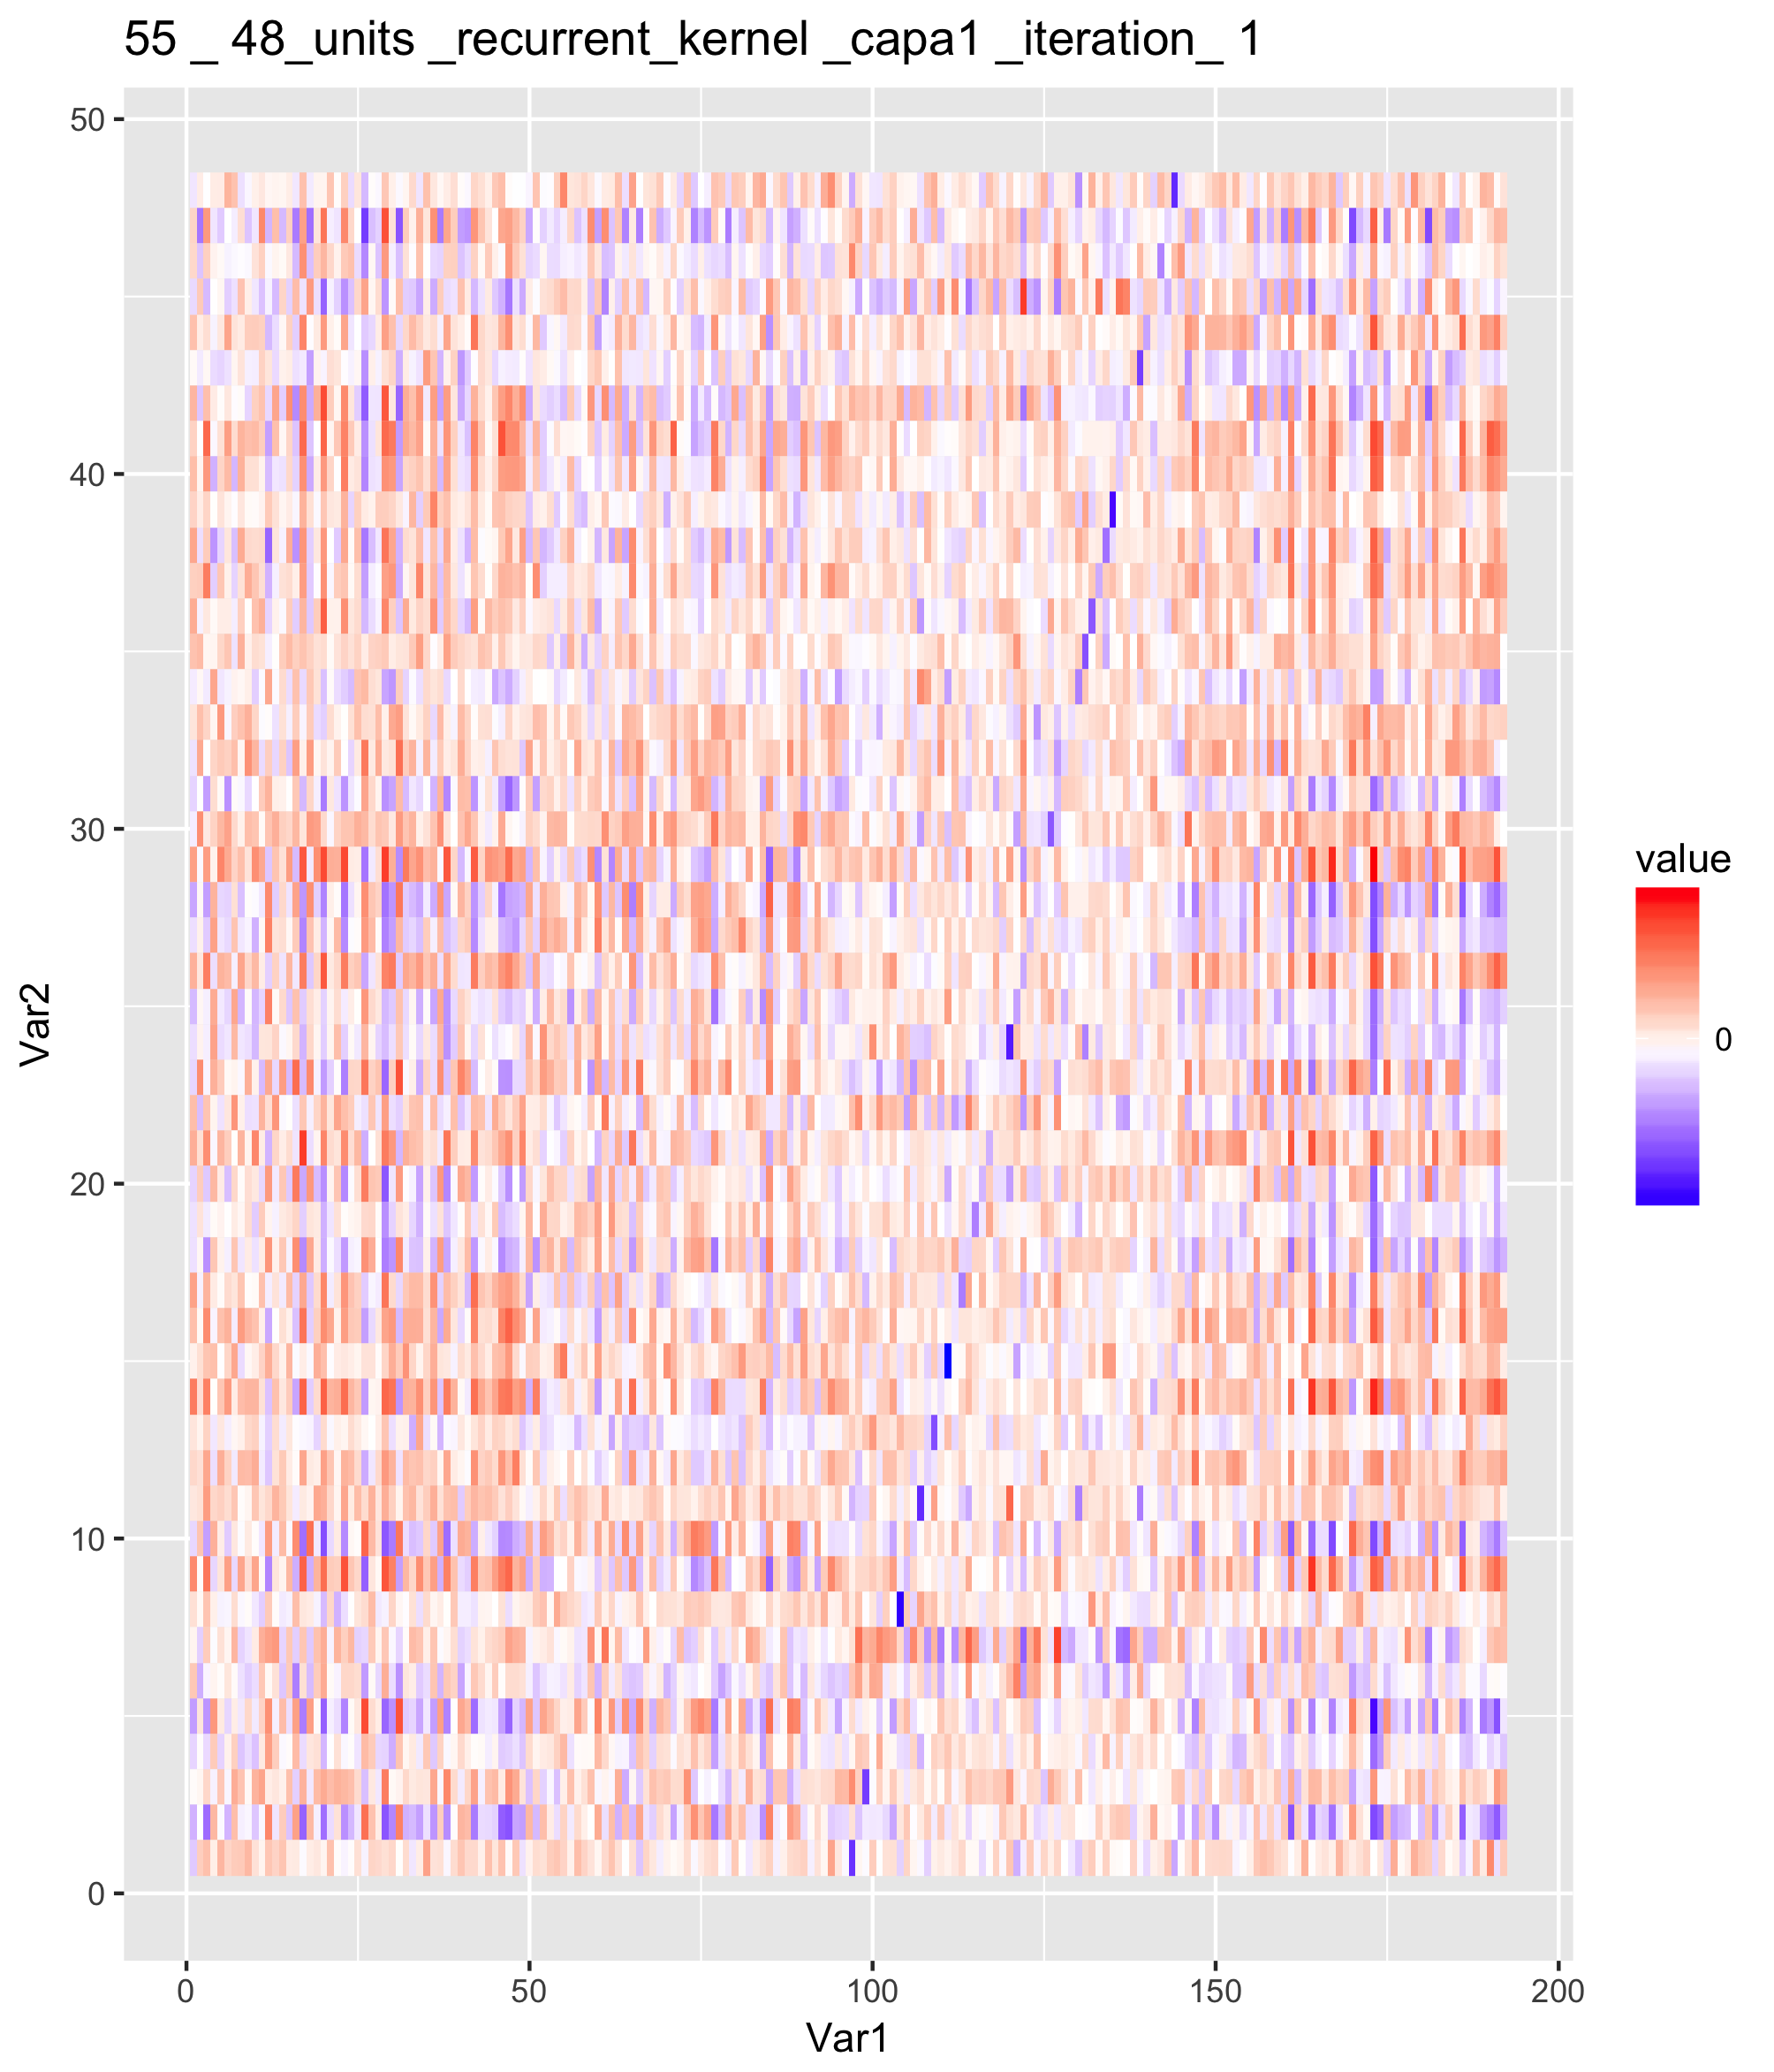 55 _ 48_units _recurrent_kernel _capa1 _iteration_ 1
50
40
30
20
10
0
Var2
0 50 100 150 200
Var1
value
0